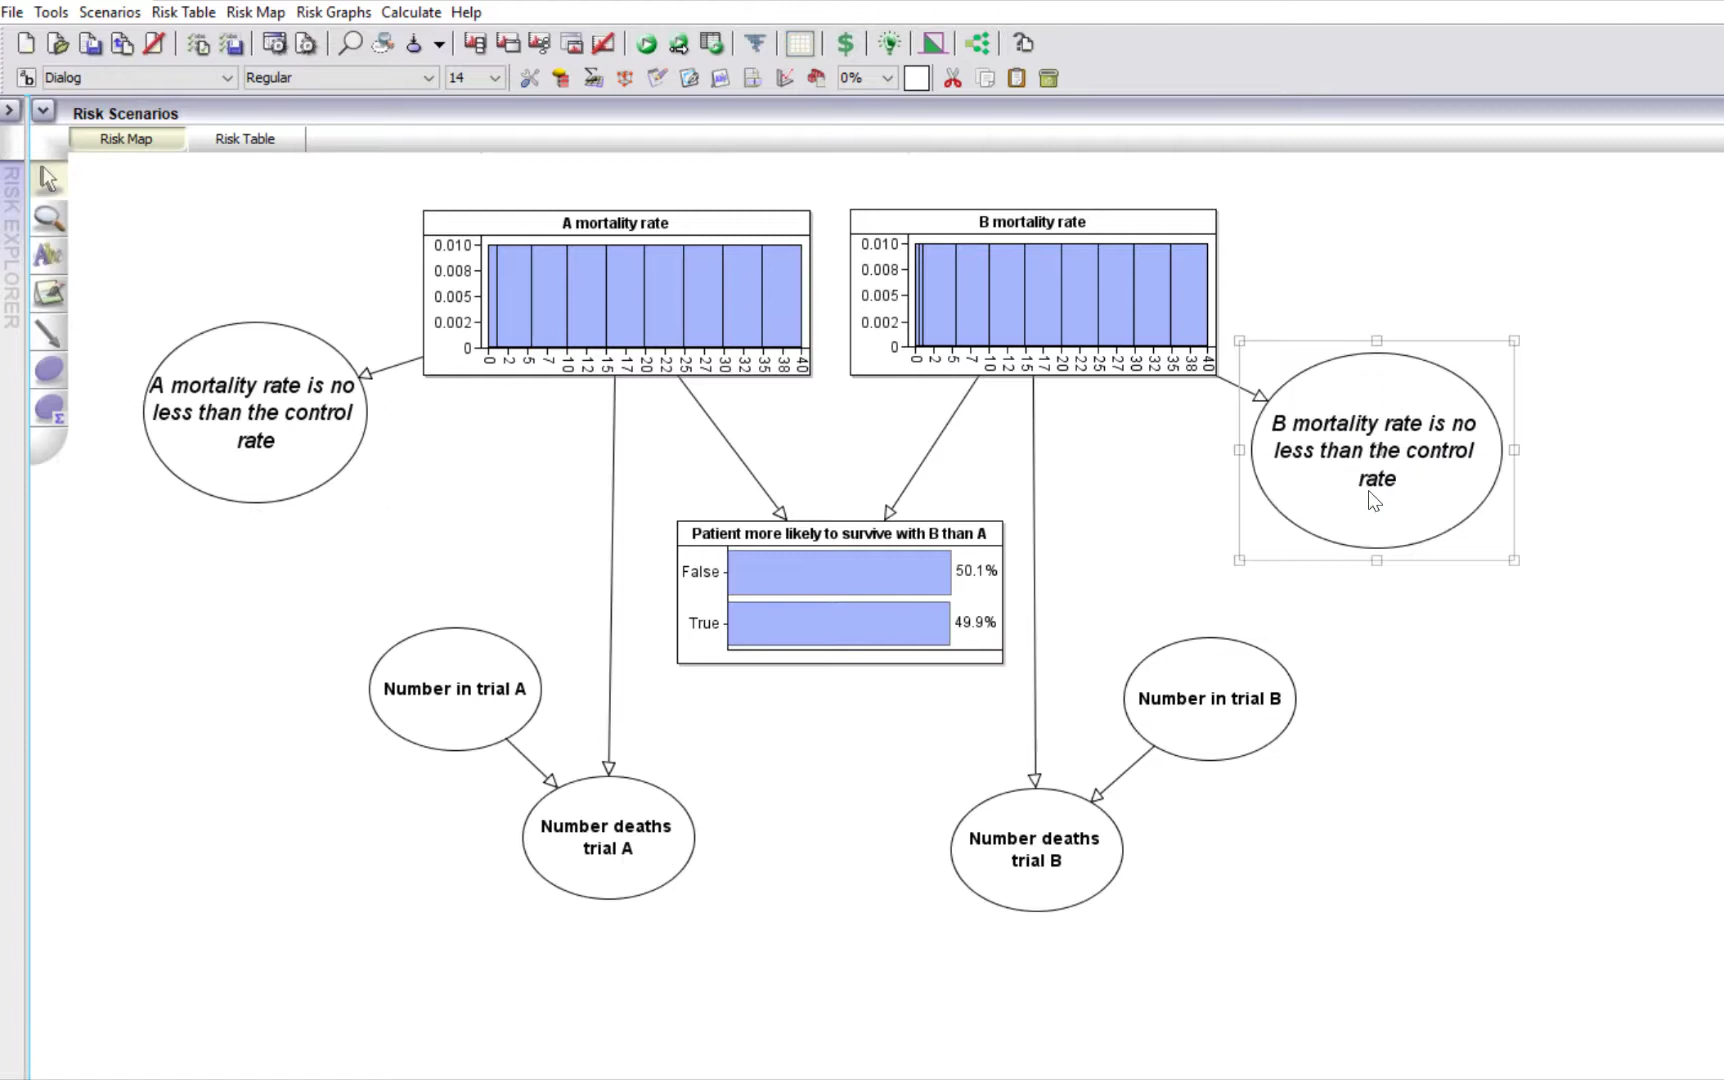 File Tools Scenarios Risk Table Risk Map Risk Graphs Calculate Help
Dialog Regular 14 0%
Risk Scenarios
Risk Map Risk Table
RISK EXPLORER
A mortality rate
0.010
0.008
0.005
0.002
0
0 2 5 7 10 12 15 17 20 22 25 27 30 32 35 38 40
B mortality rate
0.010
0.008
0.005
0.002
0
0 2 5 7 10 12 15 17 20 22 25 27 30 32 35 38 40
A mortality rate is no
less than the control
rate
B mortality rate is no
less than the control
rate
Patient more likely to survive with B than A
False 50.1%
True 49.9%
Number in trial A
Number in trial B
Number deaths
trial A
Number deaths
trial B